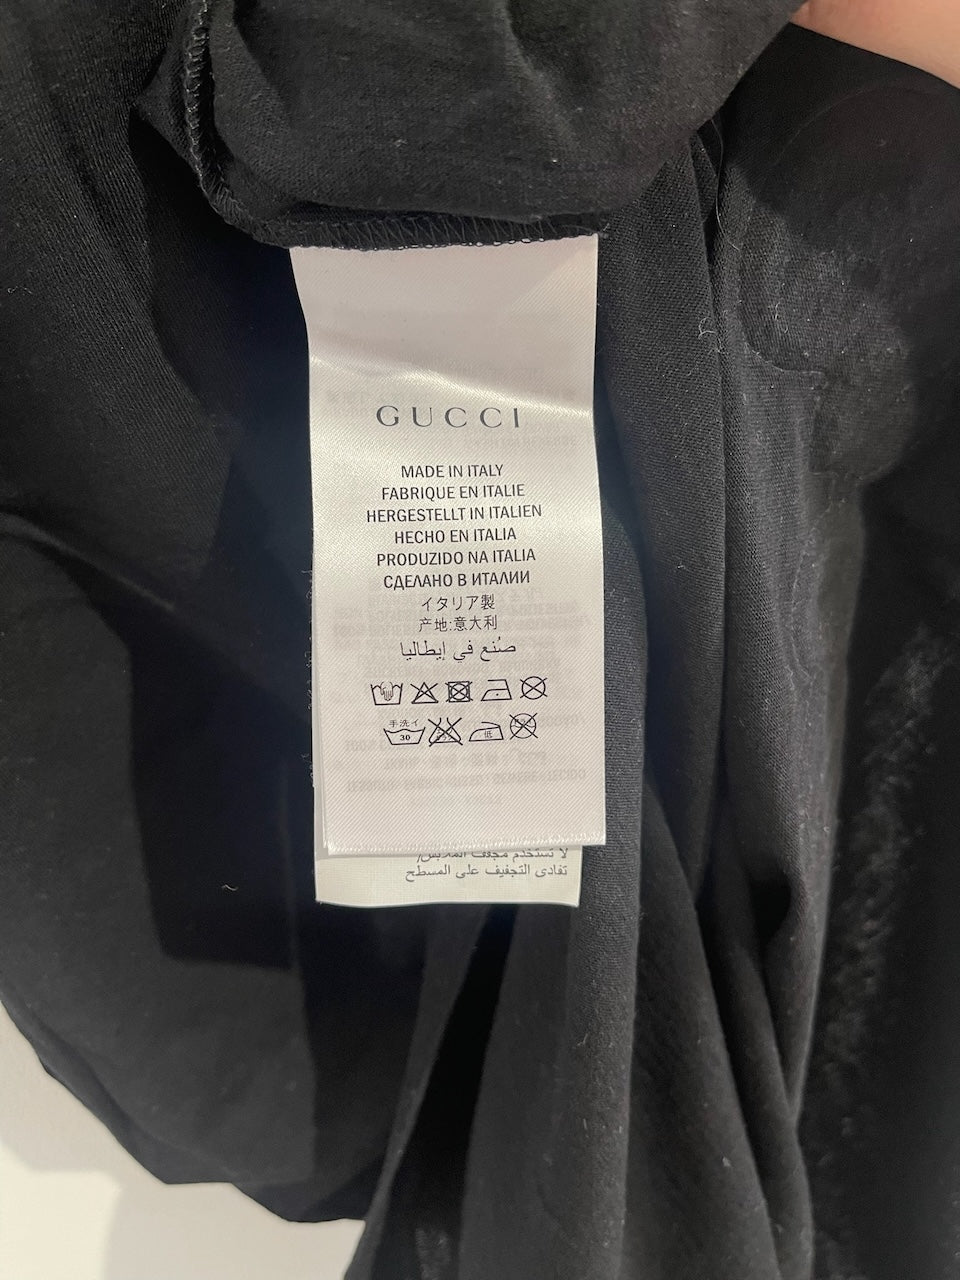 GUCCI
MADE IN ITALY
FABRIQUE EN ITALIE
HERGESTELLT IN ITALIEN
HECHO EN ITALIA
PRODUZIDO NA ITALIA
СДЕЛАНО В ИТАЛИИ
イタリア製
产地:意大利
صُنع في إيطاليا
手洗イ
30 低
لا تستخدم مجفف الملابس/
تفادى التجفيف على المسطح